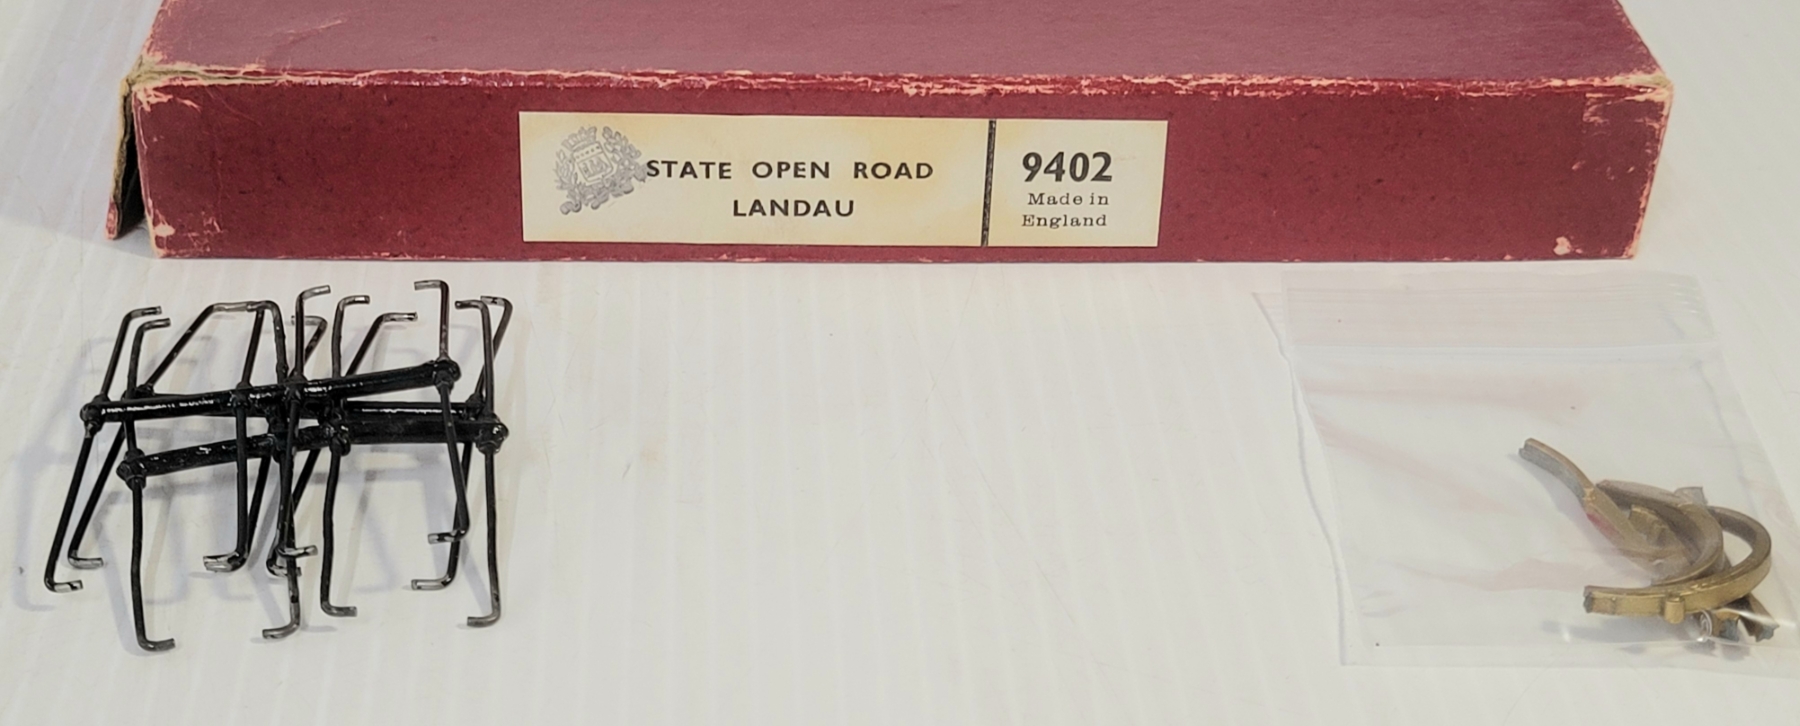 STATE OPEN ROAD
LANDAU
9402
Made in
England